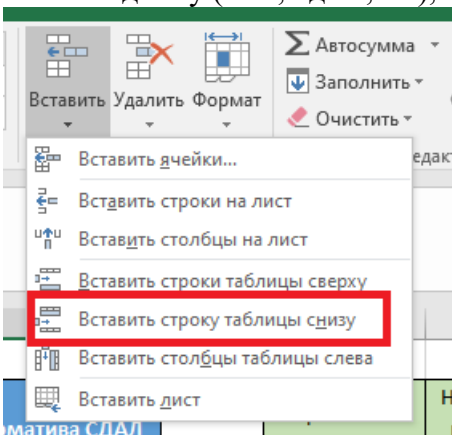 Вставить Удалить Формат
Автосумма
Заполнить
Очистить
Вставить ячейки...
Вставить строки на лист
Вставить столбцы на лист
Вставить строки таблицы сверху
Вставить строку таблицы снизу
Вставить столбцы таблицы слева
Вставить лист